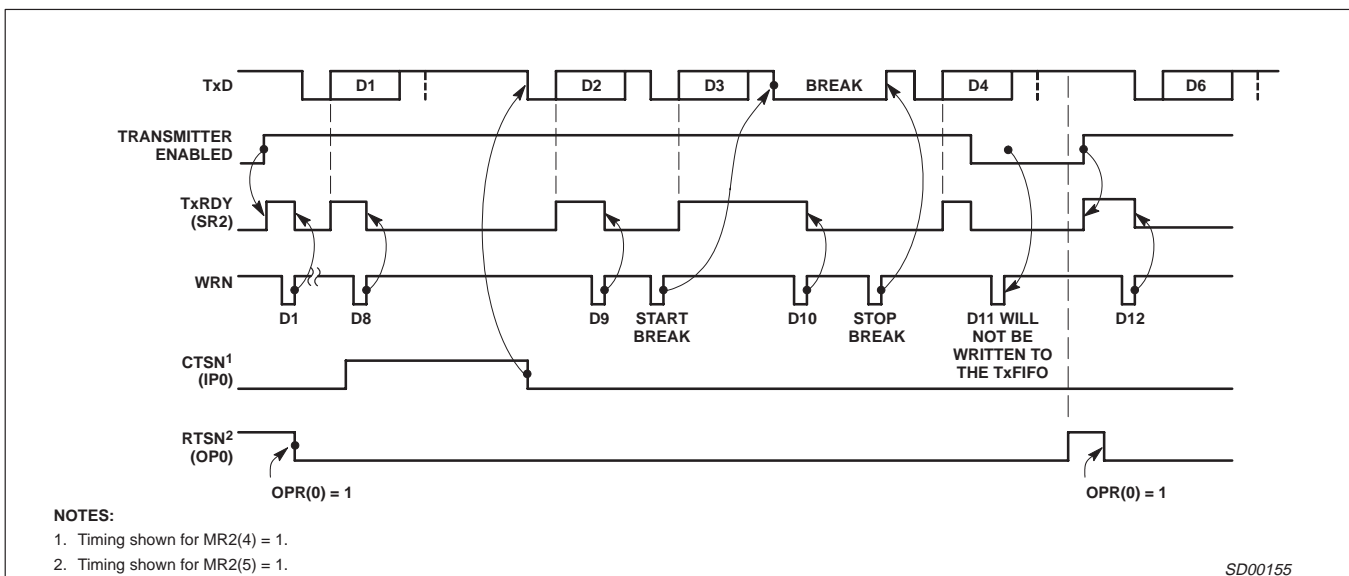 TxD
D1
D2
D3
BREAK
D4
D6
TRANSMITTER
ENABLED
TxRDY
(SR2)
WRN
D1
D8
D9
START
BREAK
D10
STOP
BREAK
D11 WILL
NOT BE
WRITTEN TO
THE TxFIFO
D12
CTSN1
(IP0)
RTSN2
(OP0)
OPR(0) = 1
OPR(0) = 1
NOTES:
1. Timing shown for MR2(4) = 1.
2. Timing shown for MR2(5) = 1.
SD00155